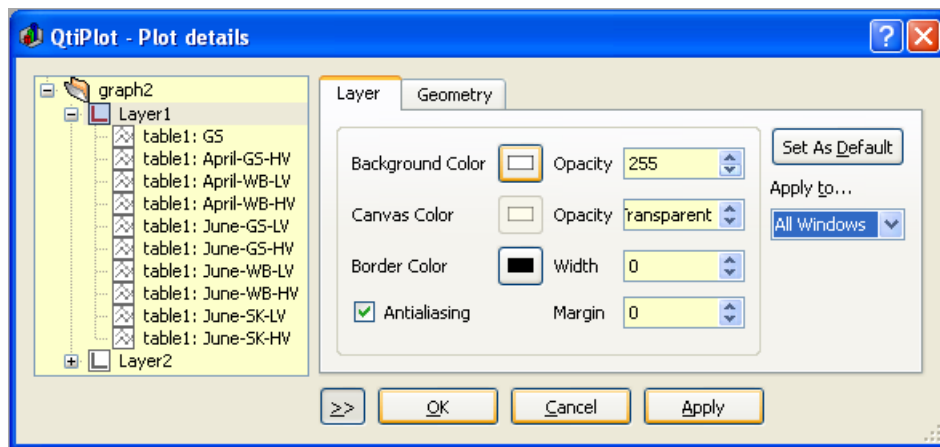 QtiPlot - Plot details
graph2
Layer1
table1: GS
table1: April-GS-HV
table1: April-WB-LV
table1: April-WB-HV
table1: June-GS-LV
table1: June-GS-HV
table1: June-WB-LV
table1: June-WB-HV
table1: June-SK-LV
table1: June-SK-HV
Layer2
Layer Geometry
Background Color Opacity 255
Canvas Color Opacity ransparent
Border Color Width 0
Antialiasing Margin 0
Set As Default
Apply to...
All Windows
>> OK Cancel Apply